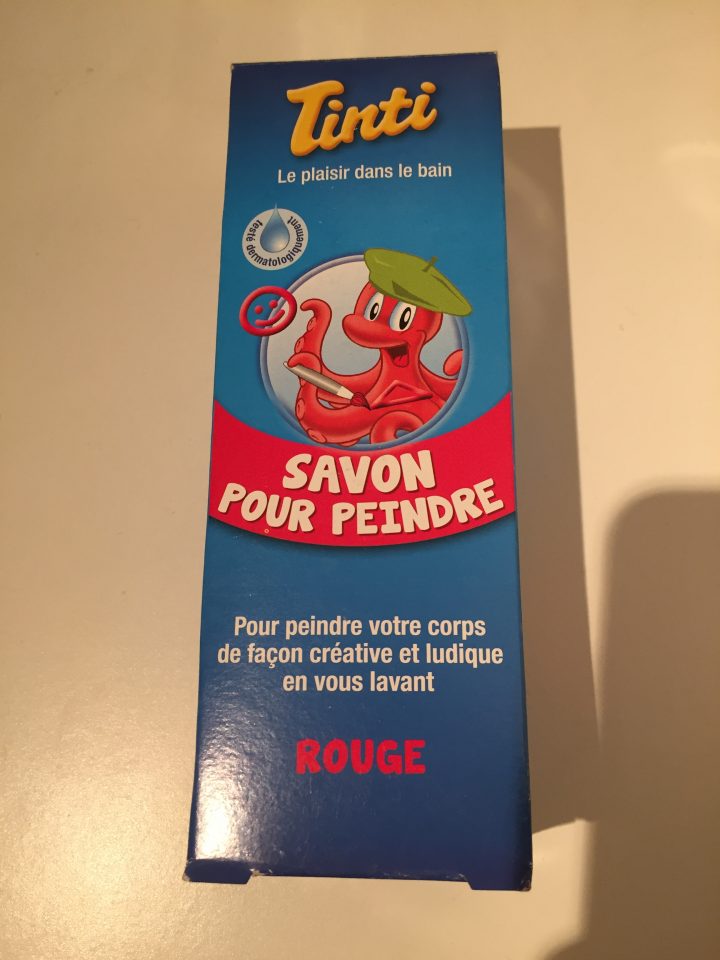 Tinti
Le plaisir dans le bain
testé dermatologiquement
SAVON
POUR PEINDRE
Pour peindre votre corps
de façon créative et ludique
en vous lavant
ROUGE